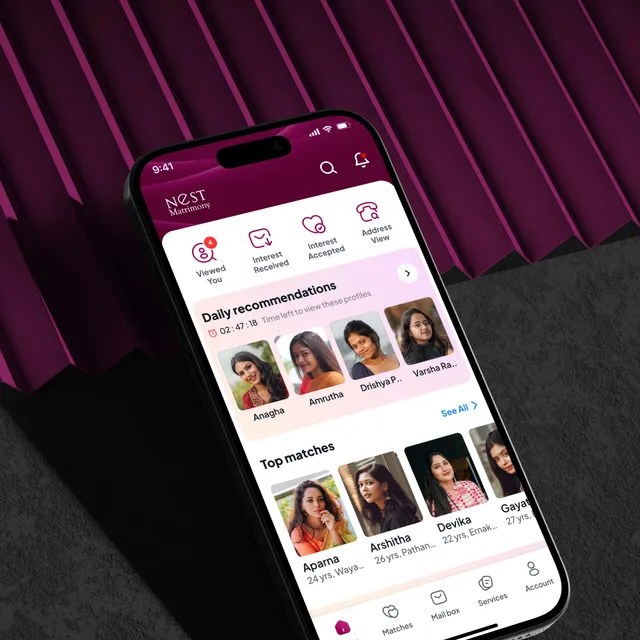 9:41
NeST
Matrimony
4
Viewed
You
Interest
Received
Interest
Accepted
Address
View
Daily recommendations
02:47:18 Time left to view these profiles
Anagha
Amrutha
Drishya P..
Varsha Ra..
See All
Top matches
Aparna
24 yrs, Waya...
Arshitha
26 yrs, Pathan...
Devika
22 yrs, Ernak...
Gayat
27 yrs,
Matches
Mail box
Services
Account